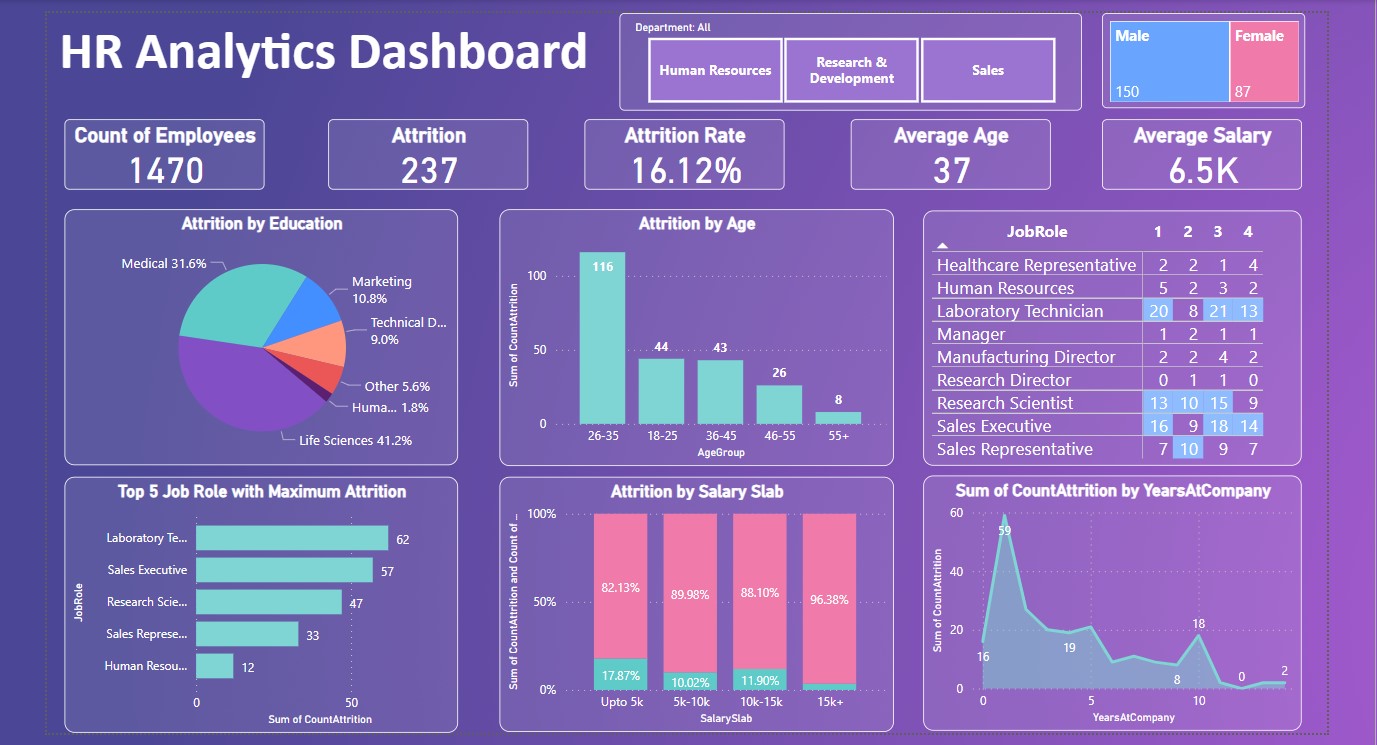 HR Analytics Dashboard
Department: All
Human Resources
Research &
Development
Sales
Male
150
Female
87
Count of Employees
1470
Attrition
237
Attrition Rate
16.12%
Average Age
37
Average Salary
6.5K
Attrition by Education
Medical 31.6%
Marketing
10.8%
Technical D...
9.0%
Other 5.6%
Huma... 1.8%
Life Sciences 41.2%
Attrition by Age
Sum of CountAttrition
100
50
0
116
44
43
26
8
26-35 18-25 36-45 46-55 55+
AgeGroup
JobRole 1 2 3 4
Healthcare Representative 2 2 1 4
Human Resources 5 2 3 2
Laboratory Technician 20 8 21 13
Manager 1 2 1 1
Manufacturing Director 2 2 4 2
Research Director 0 1 1 0
Research Scientist 13 10 15 9
Sales Executive 16 9 18 14
Sales Representative 7 10 9 7
Top 5 Job Role with Maximum Attrition
JobRole
Laboratory Te... 62
Sales Executive 57
Research Scie... 47
Sales Represe... 33
Human Resou... 12
0 50
Sum of CountAttrition
Attrition by Salary Slab
Sum of CountAttrition and Count of ...
100%
50%
0%
82.13% 89.98% 88.10% 96.38%
17.87% 10.02% 11.90%
Upto 5k 5k-10k 10k-15k 15k+
SalarySlab
Sum of CountAttrition by YearsAtCompany
Sum of CountAttrition
60
40
20
0
59
16
19
18
8
0
2
0 5 10
YearsAtCompany